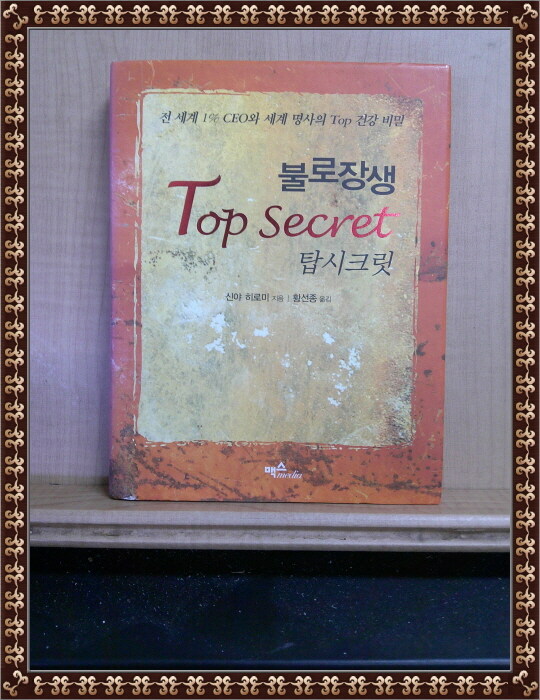 전 세계 1% CEO와 세계 명사의 Top 건강 비밀
불로장생
Top Secret
탑시크릿
신야 히로미 지음 | 황선종 옮김
맥스
media